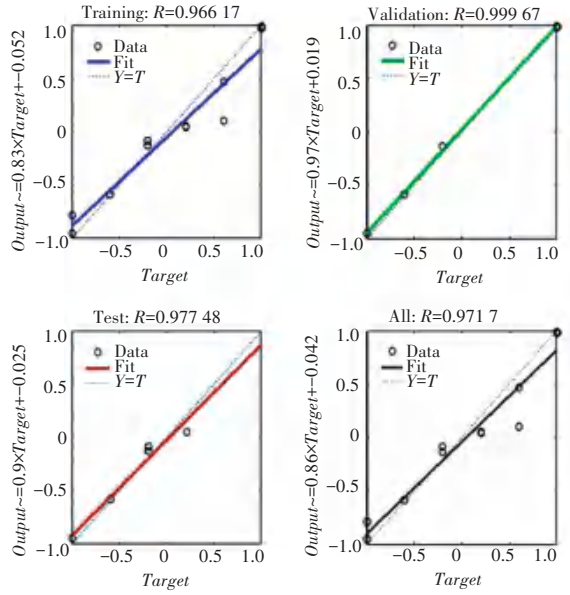 Training: R=0.966 17
Output~=0.83×Target+-0.052
1.0
0.5
0
-0.5
-1.0
Data
Fit
Y=T
-0.5
0
0.5
1.0
Target
Validation: R=0.999 67
Output~=0.97×Target+0.019
1.0
0.5
0
-0.5
-1.0
Data
Fit
Y=T
-0.5
0
0.5
1.0
Target
Test: R=0.977 48
Output~=0.9×Target+-0.025
1.0
0.5
0
-0.5
-1.0
Data
Fit
Y=T
-0.5
0
0.5
1.0
Target
All: R=0.971 7
Output~=0.86×Target+-0.042
1.0
0.5
0
-0.5
-1.0
Data
Fit
Y=T
-0.5
0
0.5
1.0
Target